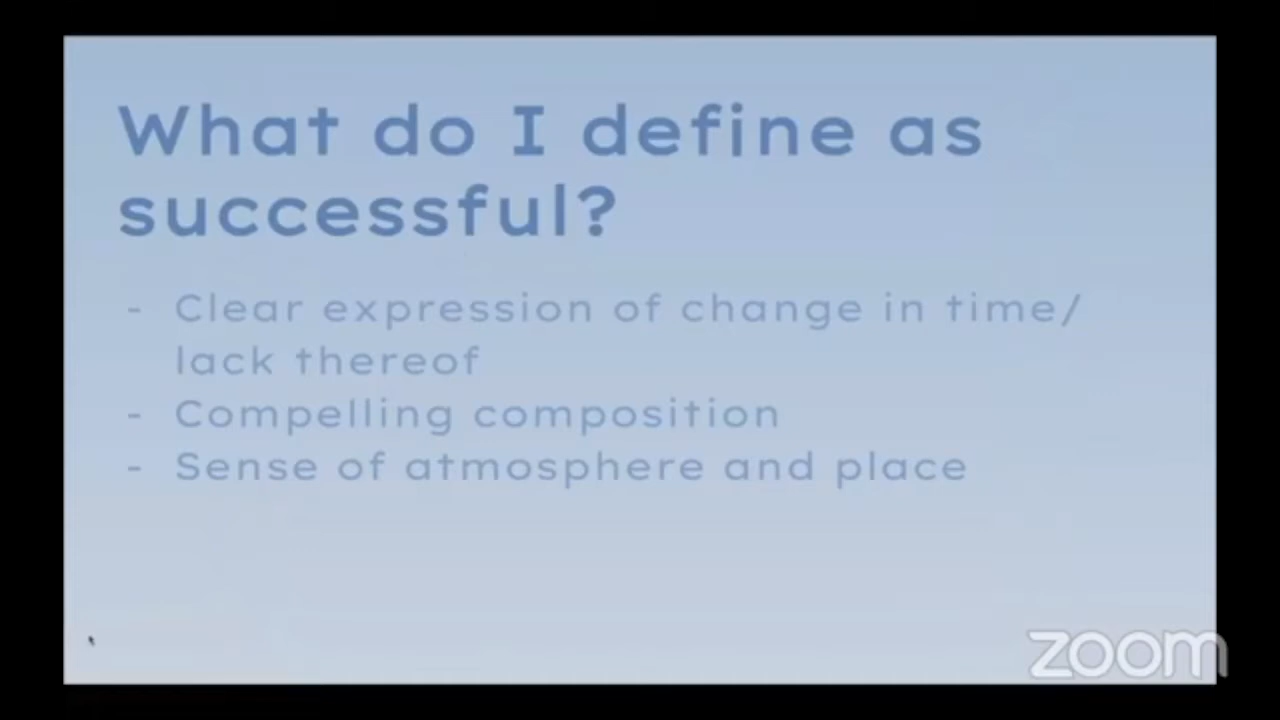 What do I define as
successful?
- Clear expression of change in time/
lack thereof
- Compelling composition
- Sense of atmosphere and place
zoom